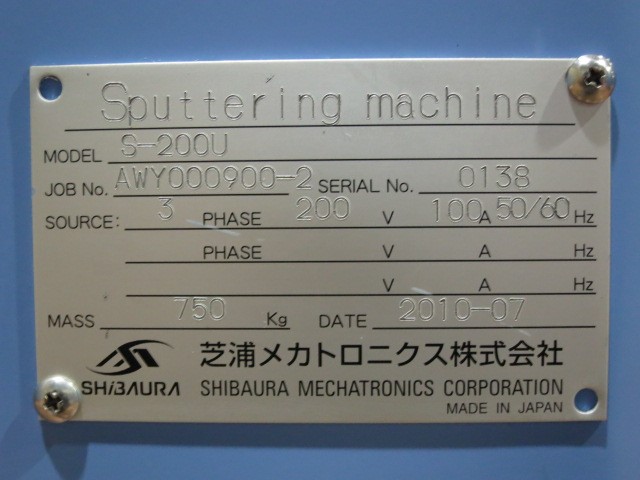 Sputtering machine
MODEL S-200U
JOB No. AWY000900-2 SERIAL No. 0138
SOURCE: 3 PHASE 200 V 100 A 50/60 Hz
PHASE V A Hz
V A Hz
MASS 750 Kg DATE 2010-07
芝浦メカトロニクス株式会社
SHiBAURA SHIBAURA MECHATRONICS CORPORATION
MADE IN JAPAN